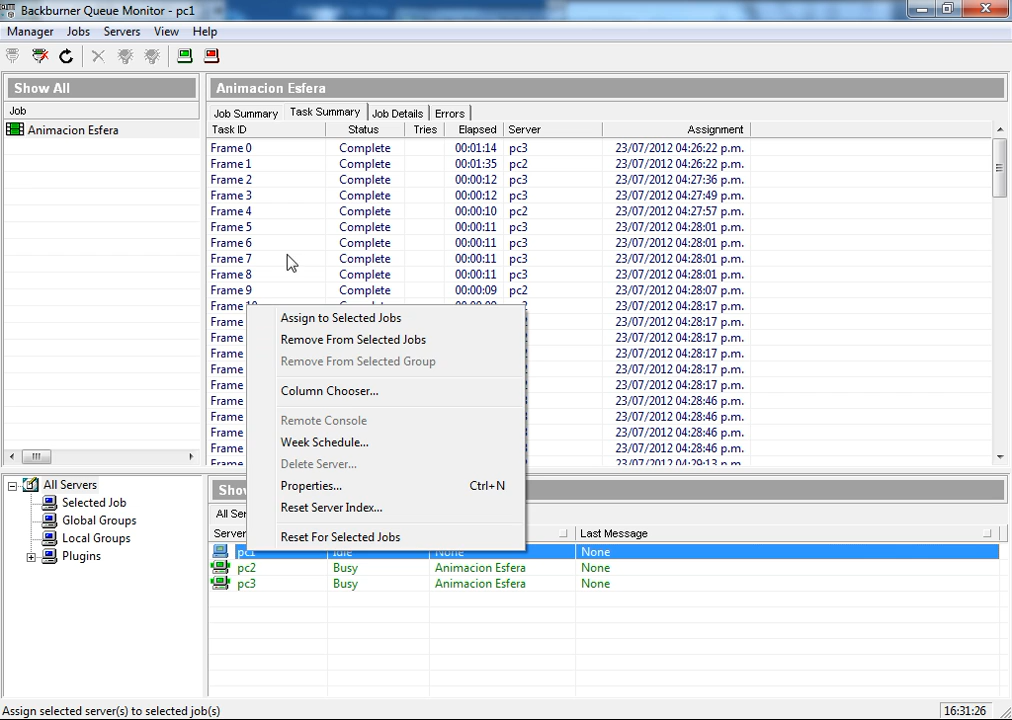 Backburner Queue Monitor - pc1
Manager Jobs Servers View Help
Show All
Job
Animacion Esfera
Animacion Esfera
Job Summary Task Summary Job Details Errors
Task ID Status Tries Elapsed Server Assignment
Frame 0 Complete 00:01:14 pc3 23/07/2012 04:26:22 p.m.
Frame 1 Complete 00:01:35 pc2 23/07/2012 04:26:22 p.m.
Frame 2 Complete 00:00:12 pc3 23/07/2012 04:27:36 p.m.
Frame 3 Complete 00:00:12 pc3 23/07/2012 04:27:49 p.m.
Frame 4 Complete 00:00:10 pc2 23/07/2012 04:27:57 p.m.
Frame 5 Complete 00:00:11 pc3 23/07/2012 04:28:01 p.m.
Frame 6 Complete 00:00:11 pc3 23/07/2012 04:28:01 p.m.
Frame 7 Complete 00:00:11 pc3 23/07/2012 04:28:01 p.m.
Frame 8 Complete 00:00:11 pc3 23/07/2012 04:28:01 p.m.
Frame 9 Complete 00:00:09 pc2 23/07/2012 04:28:07 p.m.
Frame 23/07/2012 04:28:17 p.m.
Frame 23/07/2012 04:28:17 p.m.
Frame 23/07/2012 04:28:17 p.m.
Frame 23/07/2012 04:28:17 p.m.
Frame 23/07/2012 04:28:17 p.m.
Frame 23/07/2012 04:28:17 p.m.
Frame 23/07/2012 04:28:46 p.m.
Frame 23/07/2012 04:28:46 p.m.
Frame 23/07/2012 04:28:46 p.m.
Frame 23/07/2012 04:28:46 p.m.
Frame 23/07/2012 04:29:13 p.m.
Assign to Selected Jobs
Remove From Selected Jobs
Remove From Selected Group
Column Chooser...
Remote Console
Week Schedule...
Delete Server...
Properties... Ctrl+N
Reset Server Index...
Reset For Selected Jobs
All Servers
Selected Job
Global Groups
Local Groups
Plugins
Show
All Ser
Server Last Message
pc1 Idle None None
pc2 Busy Animacion Esfera None
pc3 Busy Animacion Esfera None
Assign selected server(s) to selected job(s)
16:31:26